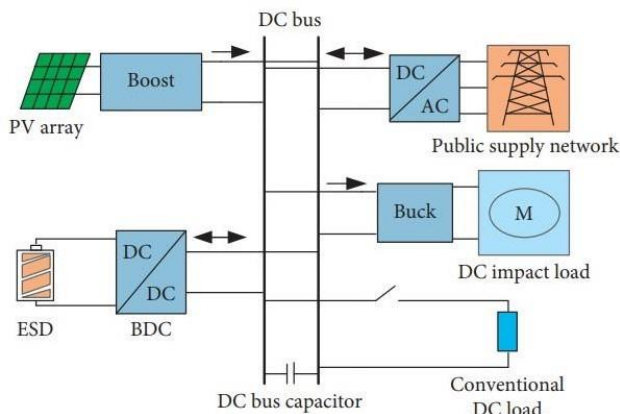 DC bus
Boost
PV array
DC
AC
Public supply network
Buck
M
DC impact load
DC
DC
ESD
BDC
DC bus capacitor
Conventional
DC load